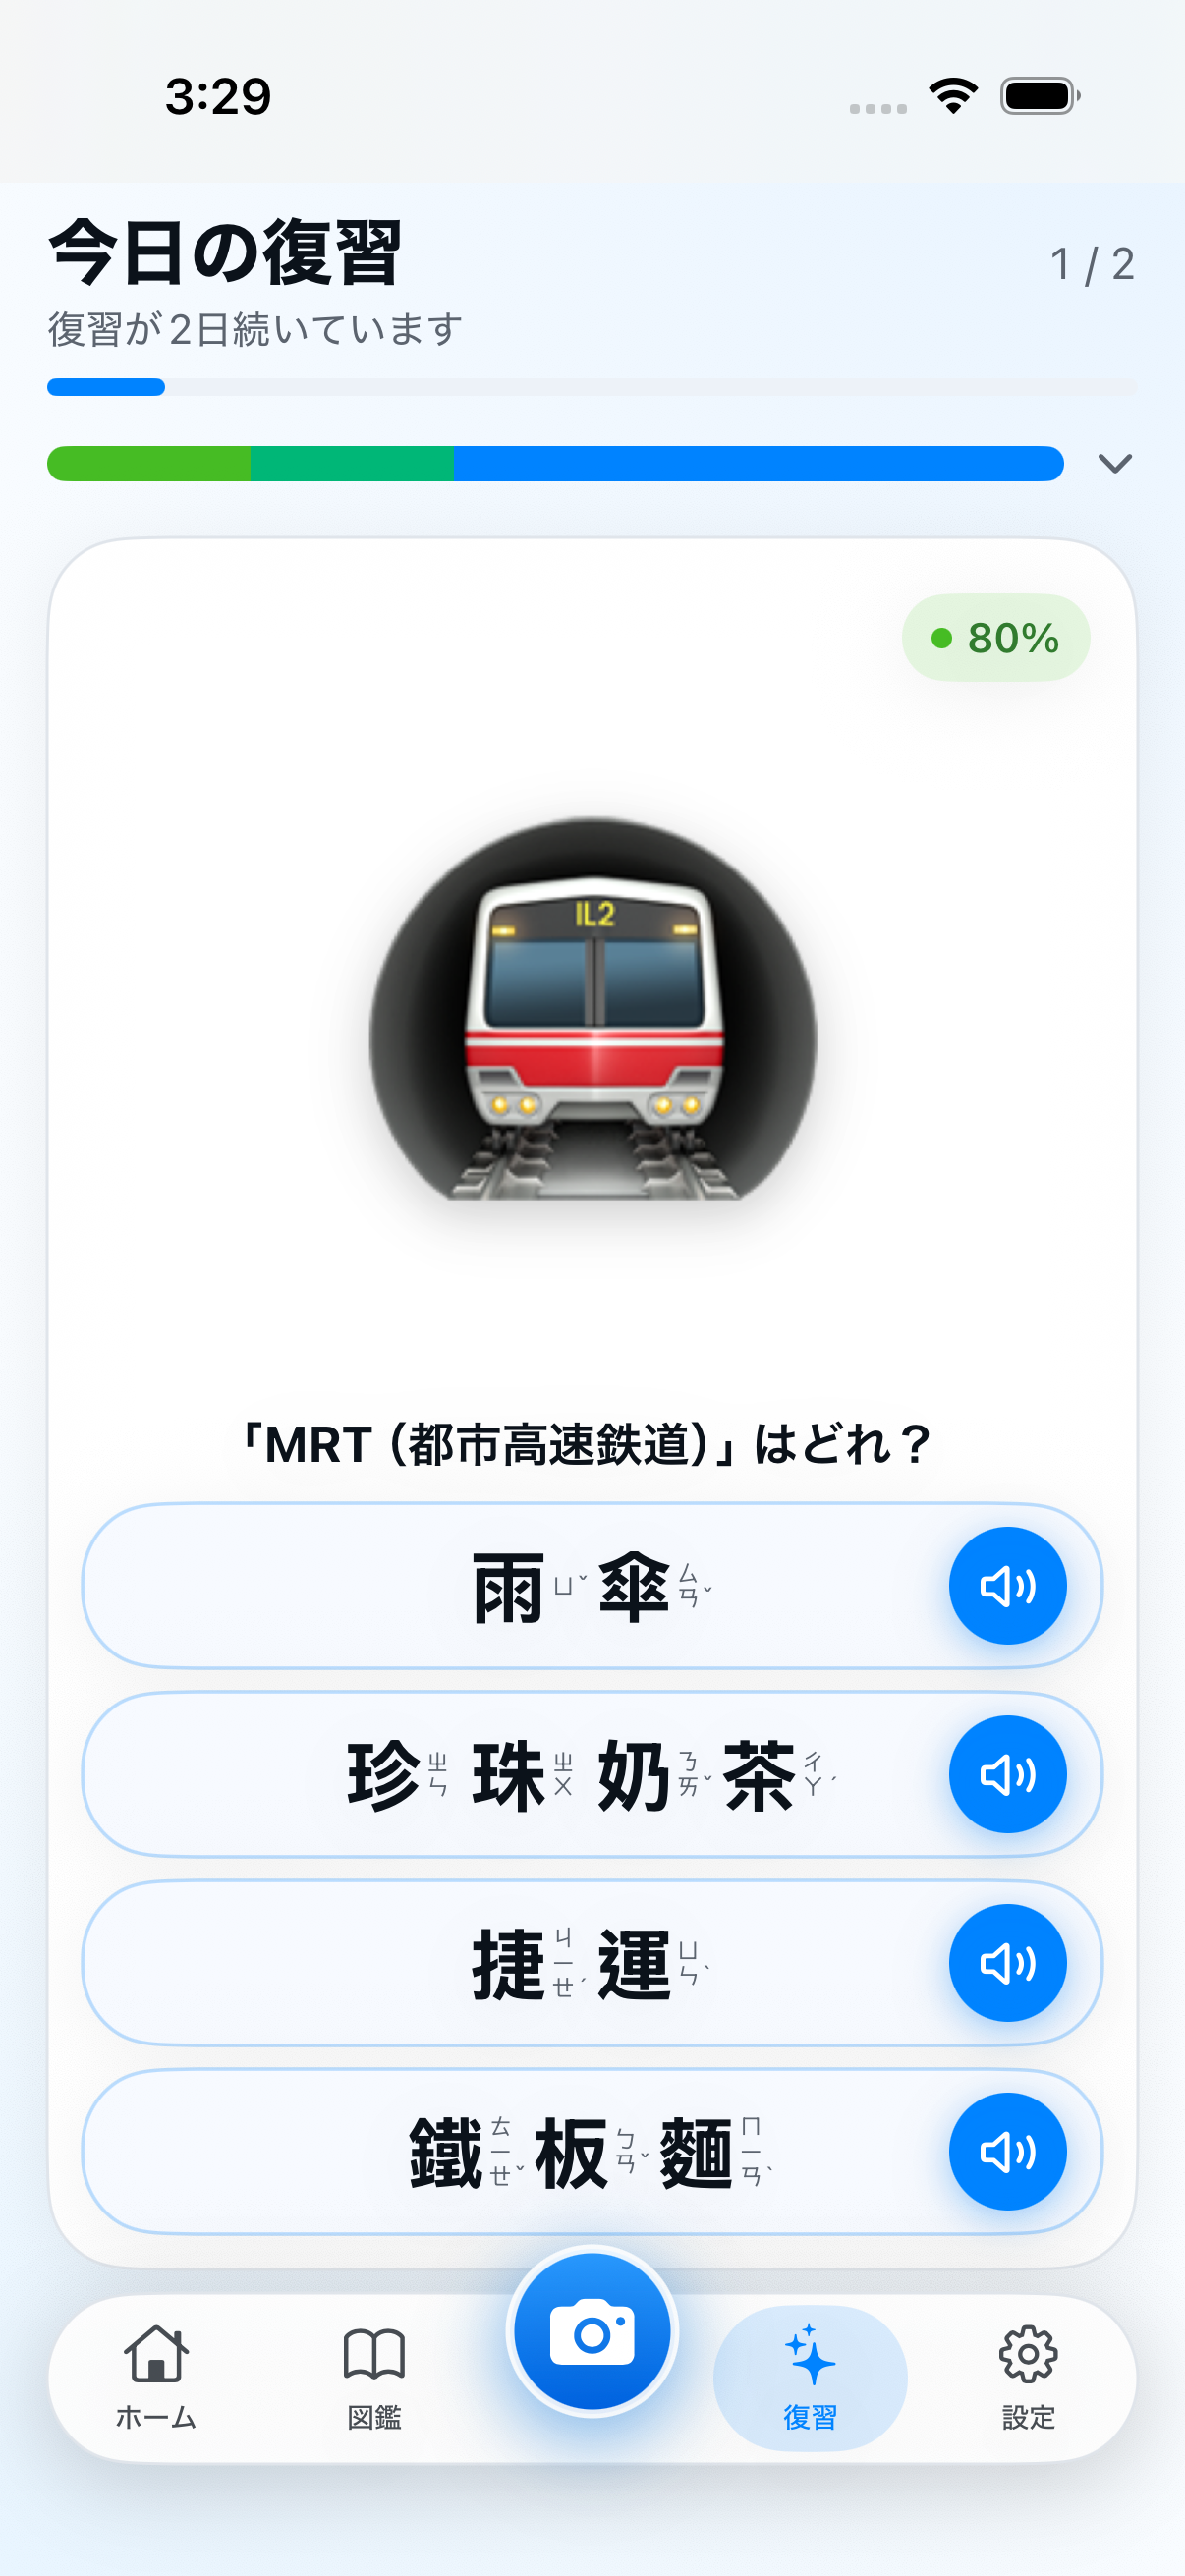 3:29
今日の復習
1 / 2
復習が2日続いています
80%
IL2
「MRT（都市高速鉄道）」はどれ？
雨ㄩˇ傘ㄙㄢˇ
珍ㄓㄣ珠ㄓㄨ奶ㄋㄞˇ茶ㄔㄚˊ
捷ㄐㄧㄝˊ運ㄩㄣˋ
鐵ㄊㄧㄝˇ板ㄅㄢˇ麵ㄇㄧㄢˋ
ホーム
図鑑
復習
設定